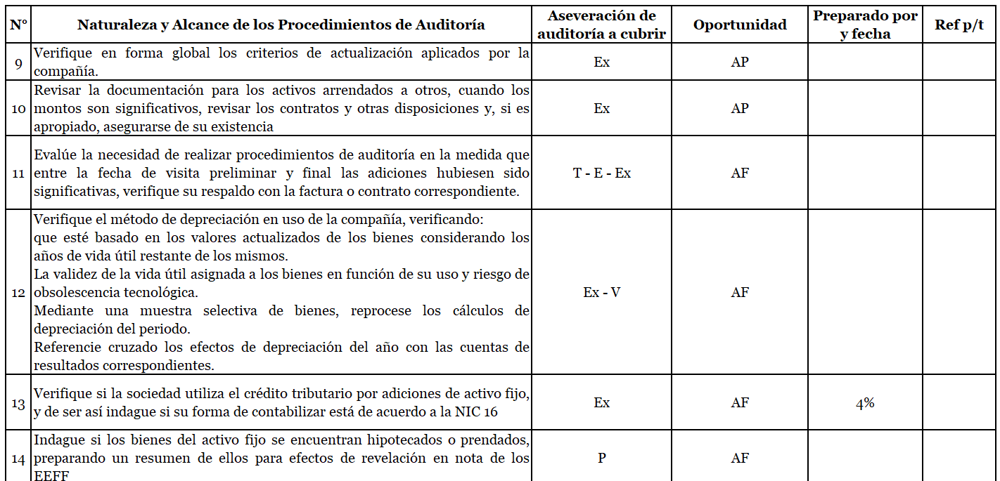 N° Naturaleza y Alcance de los Procedimientos de Auditoría Aseveración de auditoría a cubrir Oportunidad Preparado por y fecha Ref p/t
9 Verifique en forma global los criterios de actualización aplicados por la
compañía.
Ex AP
10 Revisar la documentación para los activos arrendados a otros, cuando los
montos son significativos, revisar los contratos y otras disposiciones y, si es
apropiado, asegurarse de su existencia
Ex AP
11 Evalúe la necesidad de realizar procedimientos de auditoría en la medida que
entre la fecha de visita preliminar y final las adiciones hubiesen sido
significativas, verifique su respaldo con la factura o contrato correspondiente.
T - E - Ex AF
12 Verifique el método de depreciación en uso de la compañía, verificando:
que esté basado en los valores actualizados de los bienes considerando los
años de vida útil restante de los mismos.
La validez de la vida útil asignada a los bienes en función de su uso y riesgo de
obsolescencia tecnológica.
Mediante una muestra selectiva de bienes, reprocese los cálculos de
depreciación del periodo.
Referencie cruzado los efectos de depreciación del año con las cuentas de
resultados correspondientes.
Ex - V AF
13 Verifique si la sociedad utiliza el crédito tributario por adiciones de activo fijo,
y de ser así indague si su forma de contabilizar está de acuerdo a la NIC 16
Ex AF 4%
14 Indague si los bienes del activo fijo se encuentran hipotecados o prendados,
preparando un resumen de ellos para efectos de revelación en nota de los
EEFF
P AF